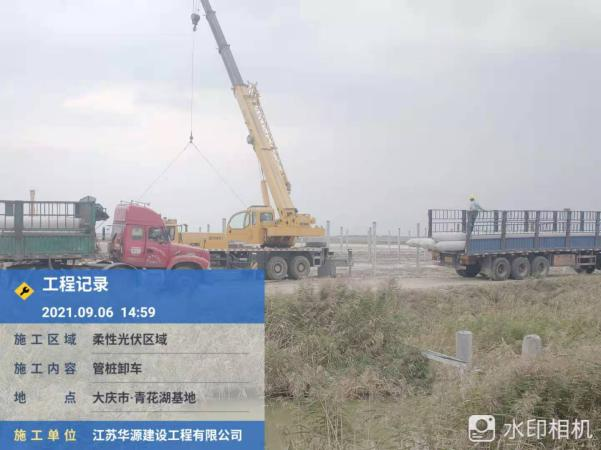 工程记录
2021.09.06 14:59
施工区域 柔性光伏区域
施工内容 管桩卸车
地点 大庆市·青花湖基地
施工单位 江苏华源建设工程有限公司
水印相机